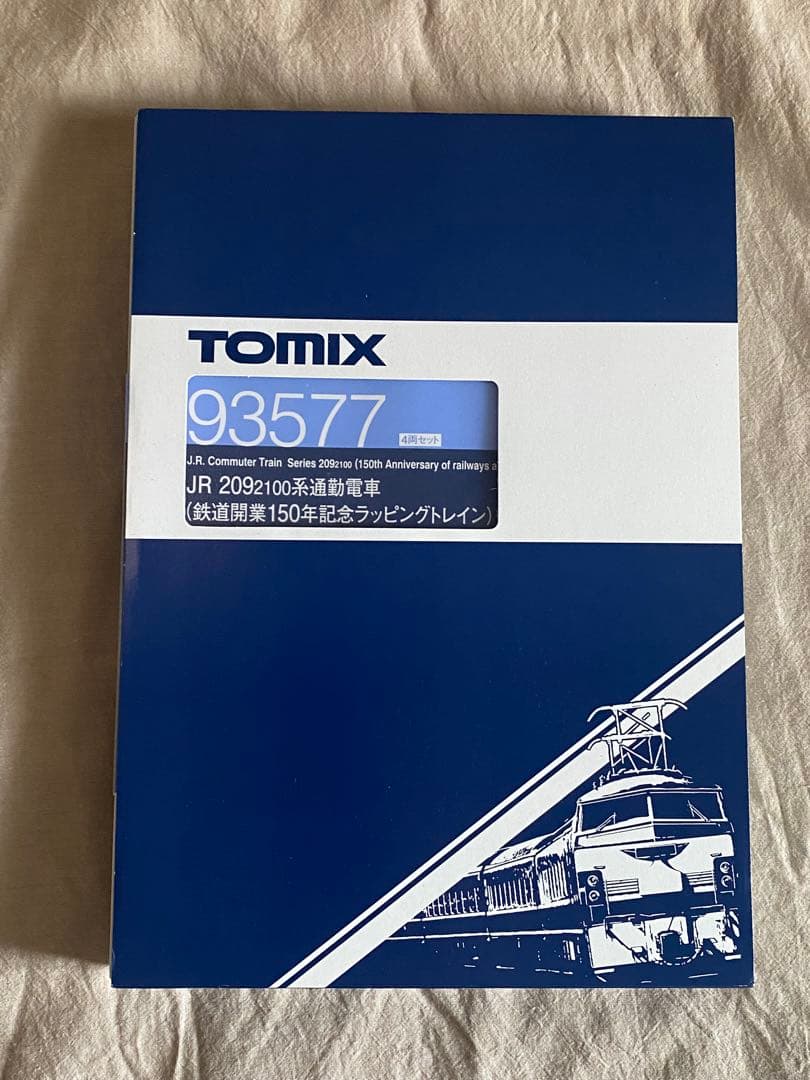 TOMIX
93577
4両セット
J.R. Commuter Train Series 2092100 (150th Anniversary of railways a
JR 2092100系通勤電車
(鉄道開業150年記念ラッピングトレイン)